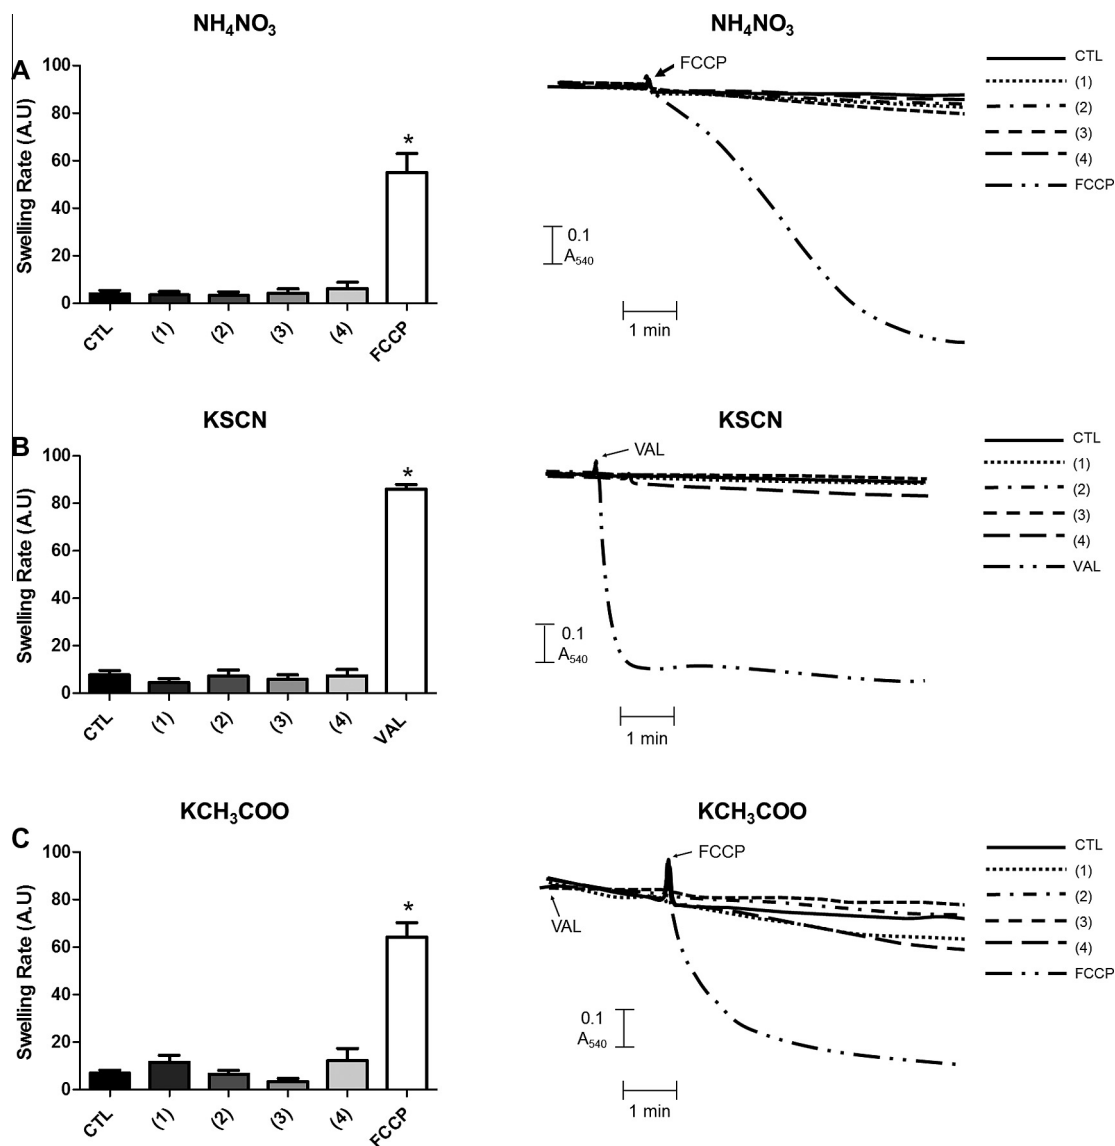 NH₄NO₃
NH₄NO₃
A
100
80
60
40
20
0
Swelling Rate (A.U)
*
CTL
(1)
(2)
(3)
(4)
FCCP
FCCP
0.1
A₅₄₀
1 min
CTL
(1)
(2)
(3)
(4)
FCCP
KSCN
KSCN
B
100
80
60
40
20
0
Swelling Rate (A.U)
*
CTL
(1)
(2)
(3)
(4)
VAL
VAL
0.1
A₅₄₀
1 min
CTL
(1)
(2)
(3)
(4)
VAL
KCH₃COO
KCH₃COO
C
100
80
60
40
20
0
Swelling Rate (A.U)
*
CTL
(1)
(2)
(3)
(4)
FCCP
FCCP
VAL
0.1
A₅₄₀
1 min
CTL
(1)
(2)
(3)
(4)
FCCP